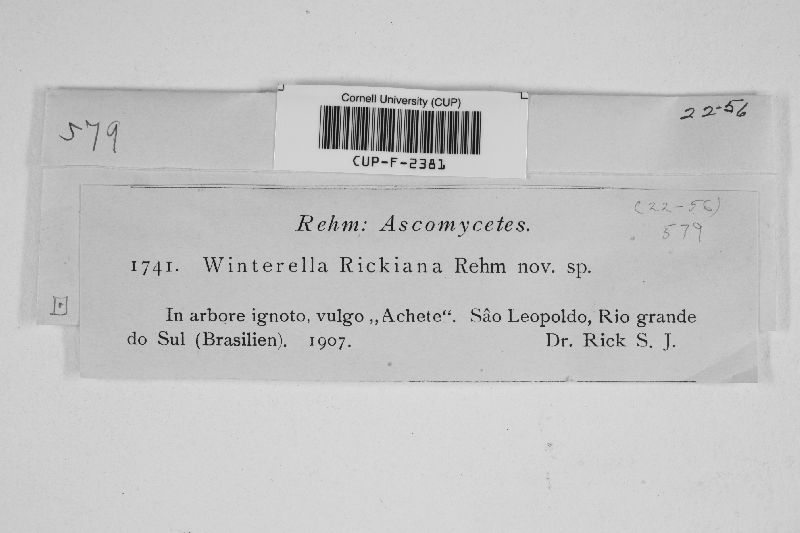 Cornell University (CUP)
CUP-F-2381
579
22-56
(22-56)
579
Rehm: Ascomycetes.
1741. Winterella Rickiana Rehm nov. sp.
In arbore ignoto, vulgo „Achete“. Sâo Leopoldo, Rio grande
do Sul (Brasilien). 1907. Dr. Rick S. J.